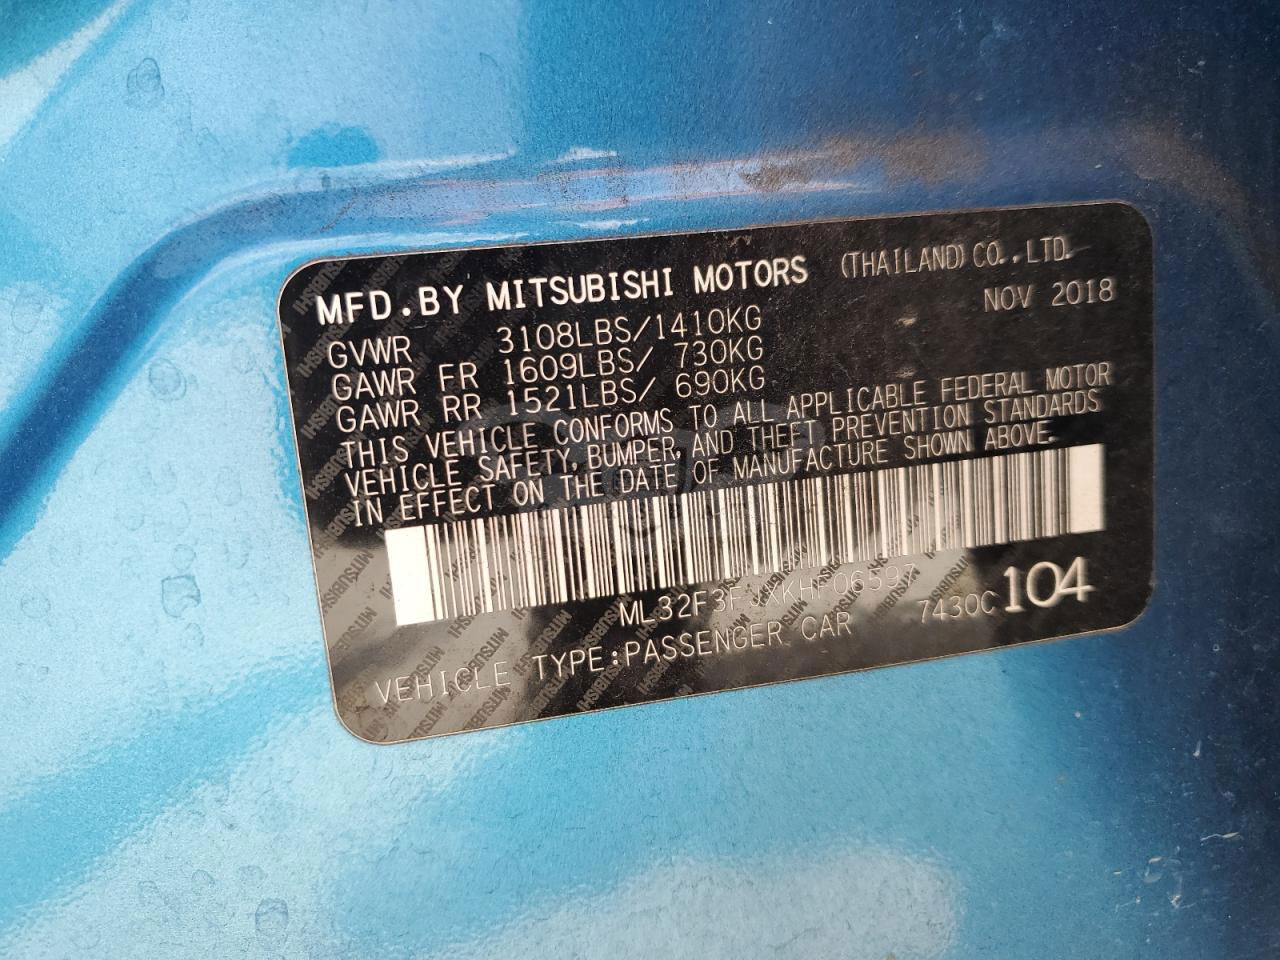 MFD.BY MITSUBISHI MOTORS (THAILAND) CO.,LTD.
NOV 2018
GVWR 3108LBS/1410KG
GAWR FR 1609LBS/ 730KG
GAWR RR 1521LBS/ 690KG
THIS VEHICLE CONFORMS TO ALL APPLICABLE FEDERAL MOTOR
VEHICLE SAFETY, BUMPER, AND THEFT PREVENTION STANDARDS
IN EFFECT ON THE DATE OF MANUFACTURE SHOWN ABOVE.
ML32F3FJXKHF06597
7430C 104
VEHICLE TYPE:PASSENGER CAR